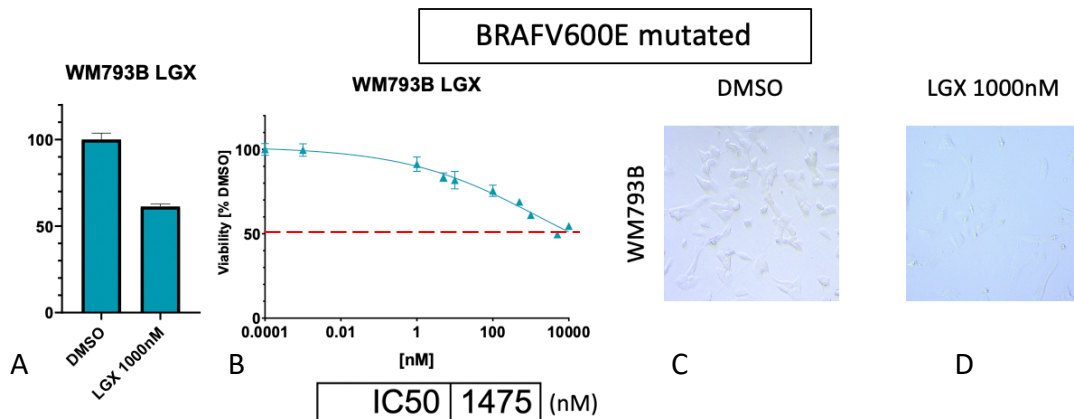 BRAFV600E mutated
WM793B LGX
100
50
0
DMSO
LGX 1000nM
A
WM793B LGX
Viability [% DMSO]
100
50
0
0.0001
0.01
1
100
10000
[nM]
B
IC50 1475 (nM)
DMSO
WM793B
C
LGX 1000nM
D